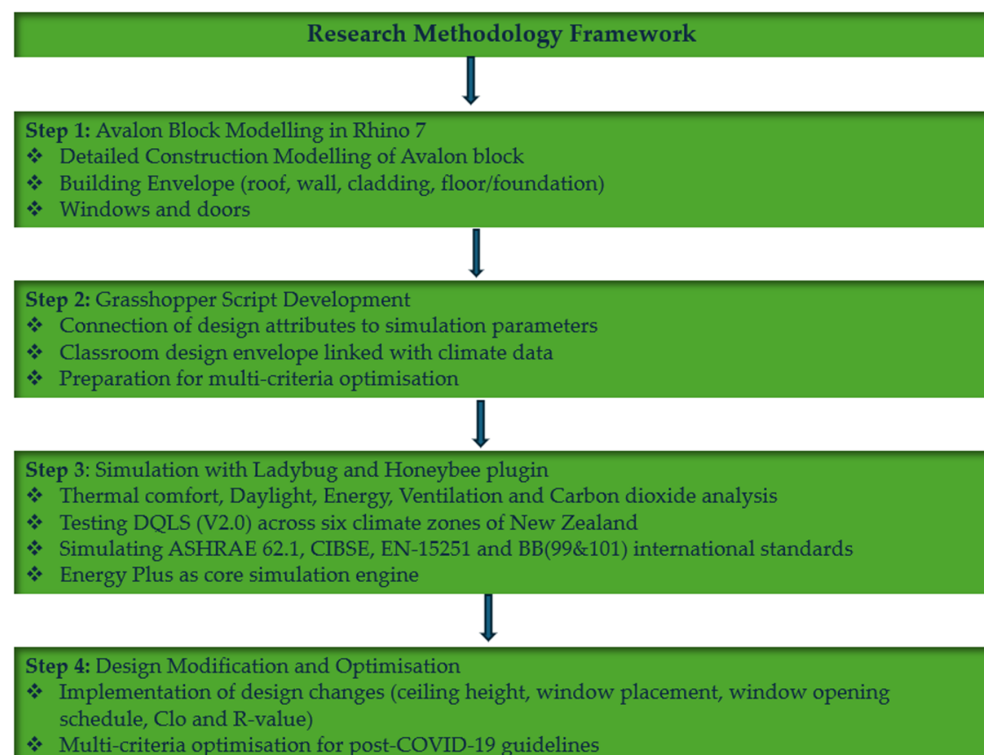 Research Methodology Framework
Step 1: Avalon Block Modelling in Rhino 7
❖ Detailed Construction Modelling of Avalon block
❖ Building Envelope (roof, wall, cladding, floor/foundation)
❖ Windows and doors
Step 2: Grasshopper Script Development
❖ Connection of design attributes to simulation parameters
❖ Classroom design envelope linked with climate data
❖ Preparation for multi-criteria optimisation
Step 3: Simulation with Ladybug and Honeybee plugin
❖ Thermal comfort, Daylight, Energy, Ventilation and Carbon dioxide analysis
❖ Testing DQLS (V2.0) across six climate zones of New Zealand
❖ Simulating ASHRAE 62.1, CIBSE, EN-15251 and BB(99&101) international standards
❖ Energy Plus as core simulation engine
Step 4: Design Modification and Optimisation
❖ Implementation of design changes (ceiling height, window placement, window opening
schedule, Clo and R-value)
❖ Multi-criteria optimisation for post-COVID-19 guidelines